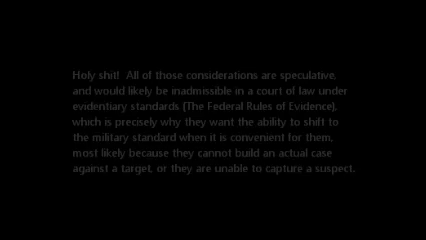 Holy shit!  All of those considerations are speculative,
and would likely be inadmissible in a court of law under
evidentiary standards (The Federal Rules of Evidence),
which is precisely why they want the ability to shift to
the military standard when it is convenient for them,
most likely because they cannot build an actual case
against a target, or they are unable to capture a suspect.